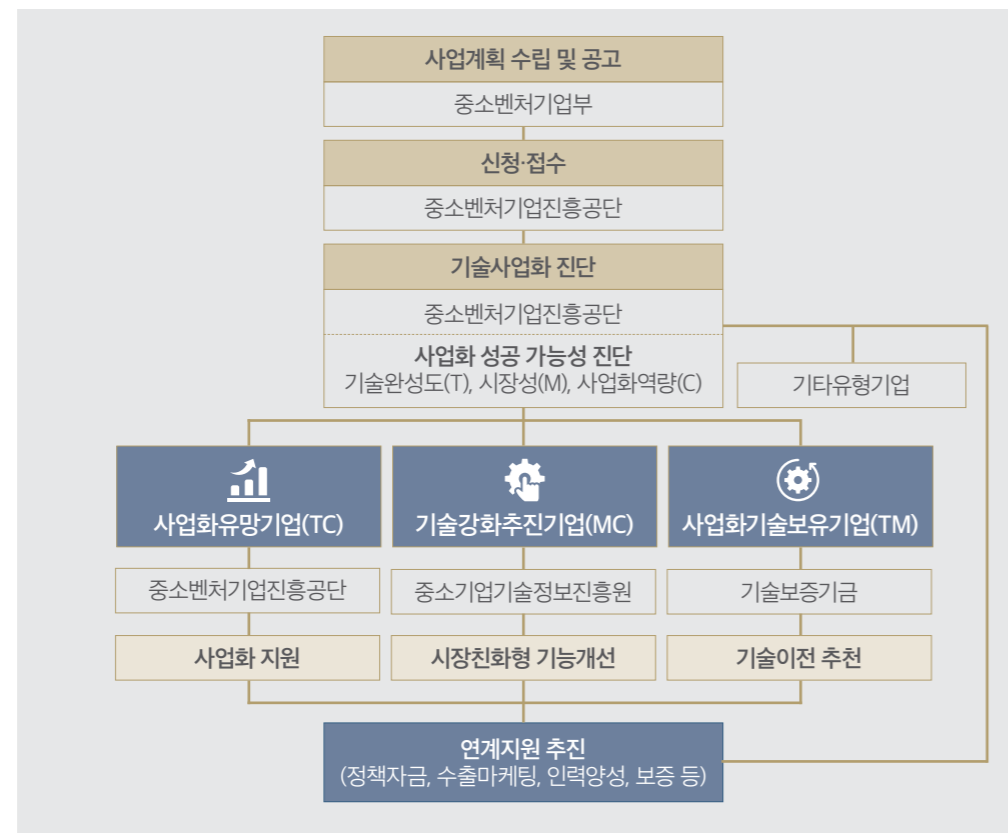 사업계획 수립 및 공고
중소벤처기업부
신청·접수
중소벤처기업진흥공단
기술사업화 진단
중소벤처기업진흥공단
사업화 성공 가능성 진단
기술완성도(T), 시장성(M), 사업화역량(C)
기타유형기업
사업화유망기업(TC)
기술강화추진기업(MC)
사업화기술보유기업(TM)
중소벤처기업진흥공단
중소기업기술정보진흥원
기술보증기금
사업화 지원
시장친화형 기능개선
기술이전 추천
연계지원 추진
(정책자금, 수출마케팅, 인력양성, 보증 등)